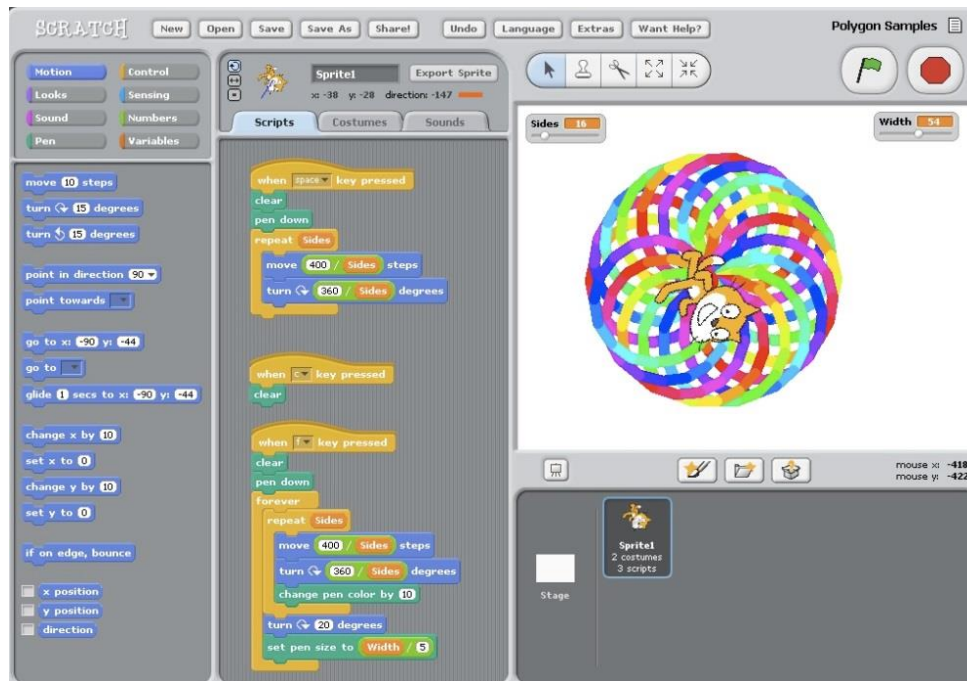 SCRATCH New Open Save Save As Share! Undo Language Extras Want Help? Polygon Samples
Motion Control
Looks Sensing
Sound Numbers
Pen Variables
move 10 steps
turn 15 degrees
turn 15 degrees
point in direction 90
point towards
go to x: -90 y: -44
go to
glide 1 secs to x: -90 y: -44
change x by 10
set x to 0
change y by 10
set y to 0
if on edge, bounce
x position
y position
direction
Sprite1 Export Sprite
x: -38 y: -28 direction: -147
Scripts Costumes Sounds
when space key pressed
clear
pen down
repeat Sides
move 400 / Sides steps
turn 360 / Sides degrees
when c key pressed
clear
when f key pressed
clear
pen down
forever
repeat Sides
move 400 / Sides steps
turn 360 / Sides degrees
change pen color by 10
turn 20 degrees
set pen size to Width / 5
Sides 16
Width 54
mouse x: -418
mouse y: -422
Stage
Sprite1
2 costumes
3 scripts